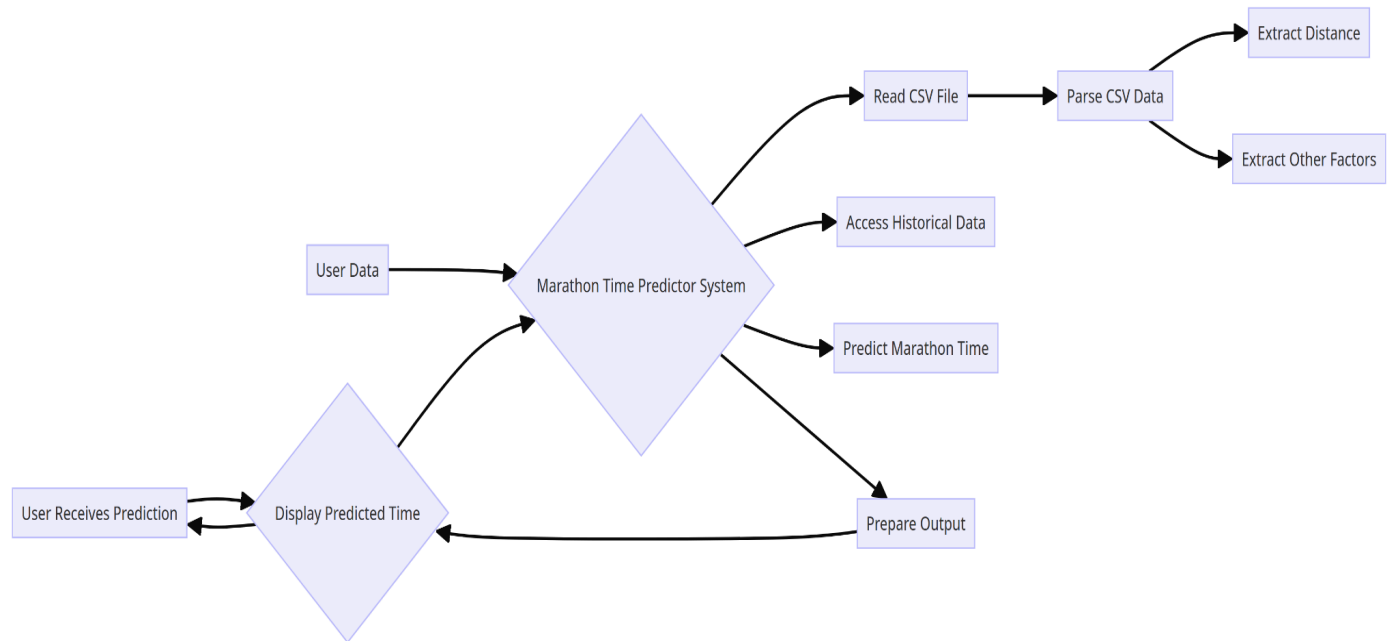 Extract Distance
Read CSV File
Parse CSV Data
Extract Other Factors
Access Historical Data
User Data
Marathon Time Predictor System
Predict Marathon Time
User Receives Prediction
Display Predicted Time
Prepare Output